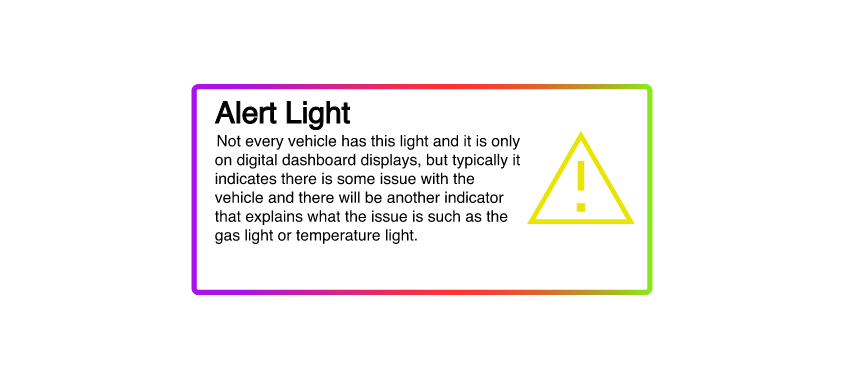 Alert Light
Not every vehicle has this light and it is only
on digital dashboard displays, but typically it
indicates there is some issue with the
vehicle and there will be another indicator
that explains what the issue is such as the
gas light or temperature light.
!